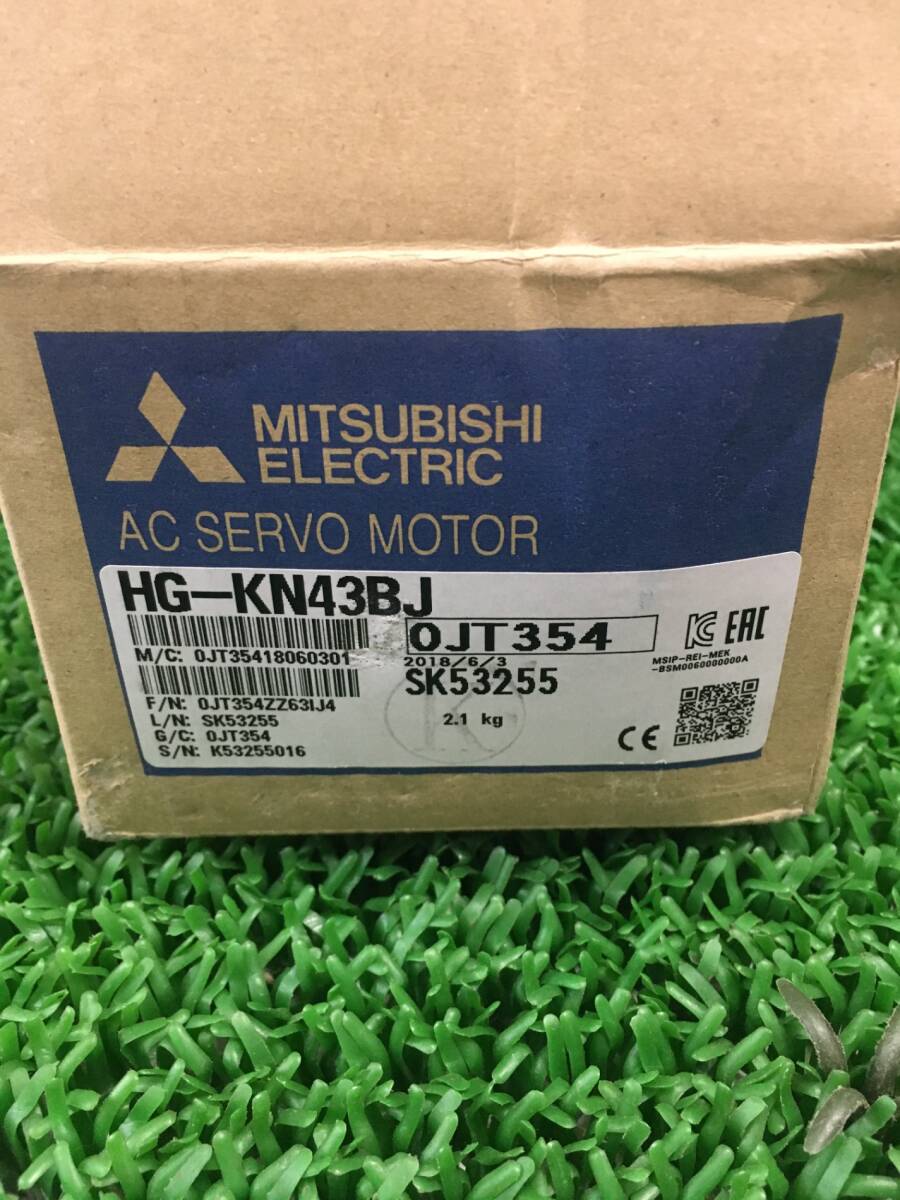 MITSUBISHI
ELECTRIC
AC SERVO MOTOR
HG-KN43BJ
0JT354
M/C: 0JT35418060301
2018/6/3
SK53255
F/N: 0JT354ZZ63IJ4
L/N: SK53255
G/C: 0JT354
S/N: K53255016
2.1 kg
K
KC EAC
MSIP-REI-MEK
-BSM0060000000A
CE